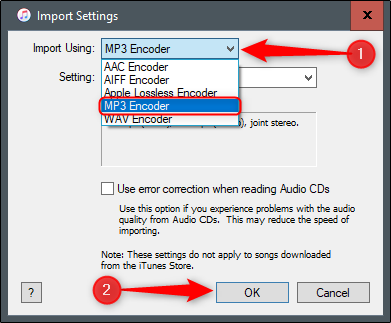 Import Settings
Import Using: MP3 Encoder
1
AAC Encoder
AIFF Encoder
Setting:
Apple Lossless Encoder
MP3 Encoder
WAV Encoder
), joint stereo.
Use error correction when reading Audio CDs
Use this option if you experience problems with the audio
quality from Audio CDs. This may reduce the speed of
importing.
Note: These settings do not apply to songs downloaded
from the iTunes Store.
2
? OK Cancel